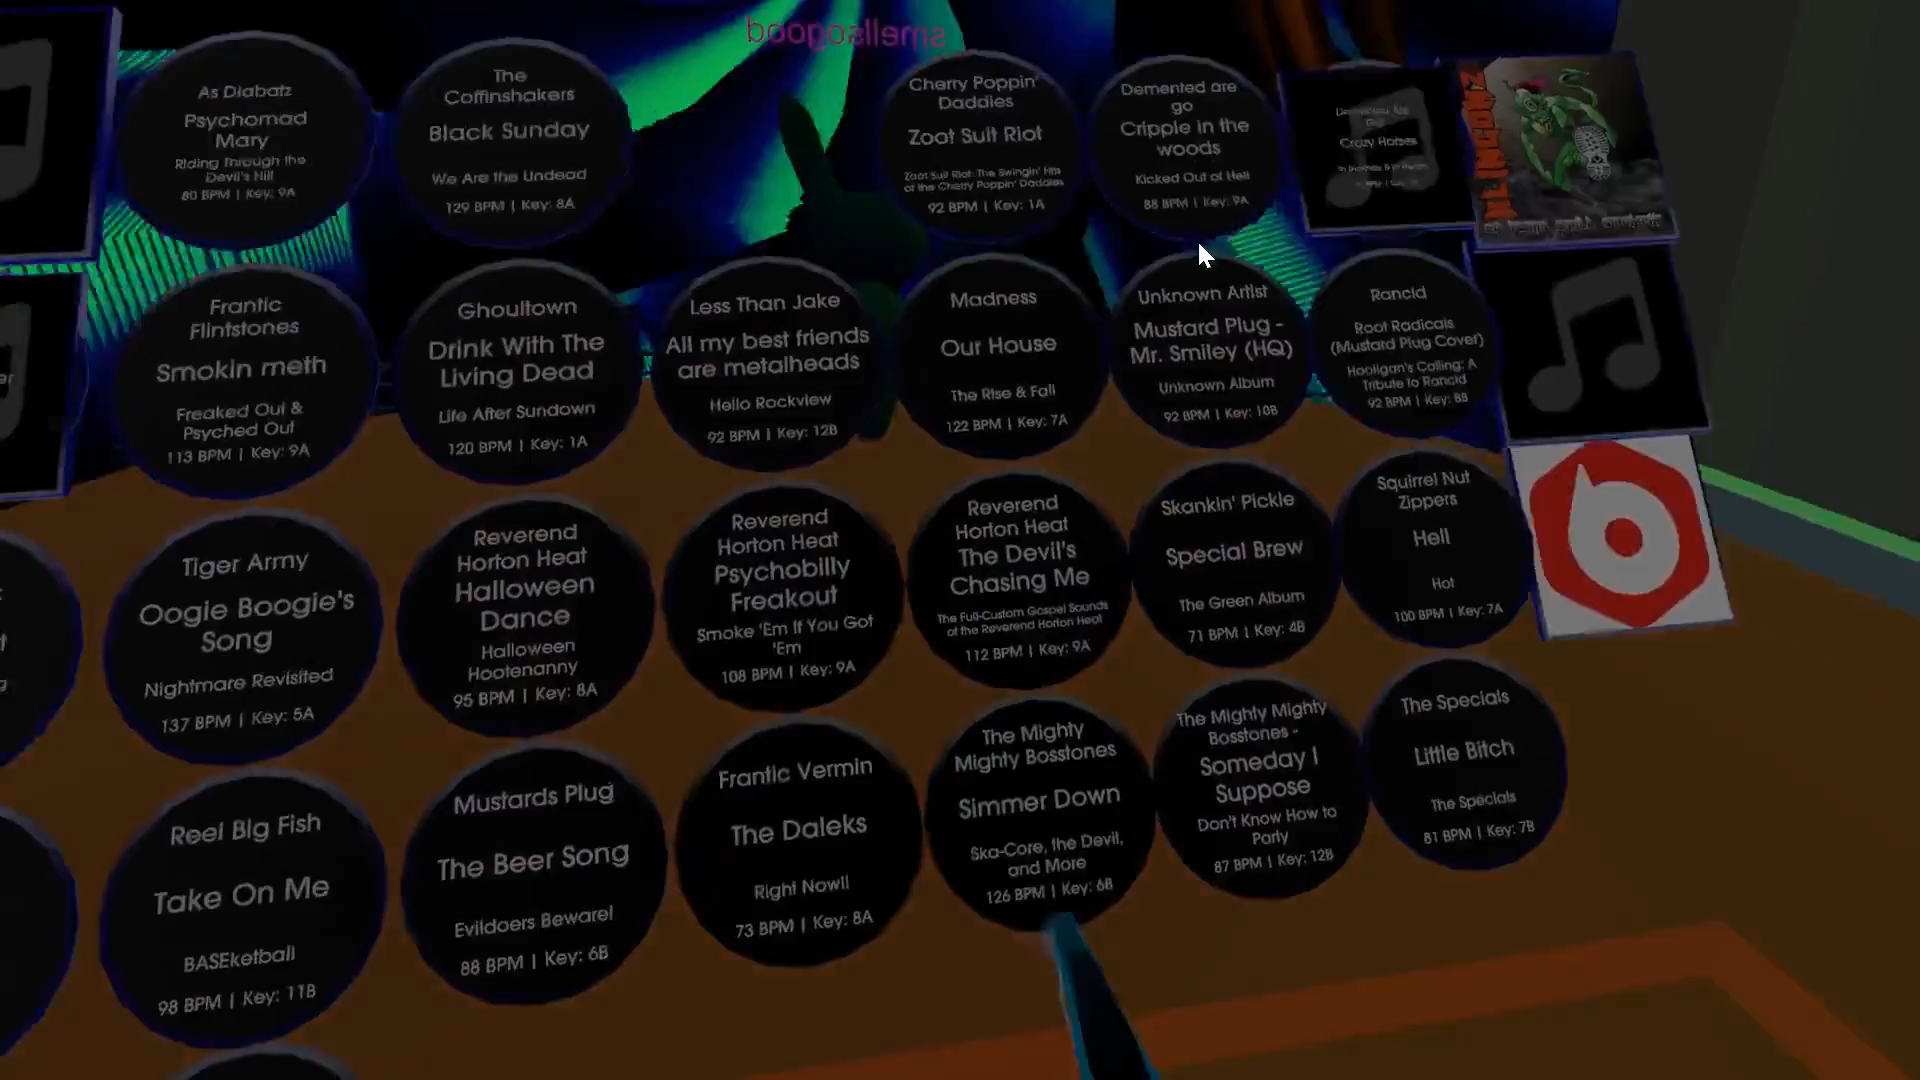 smellsogood
As Diabatz
Psychomad
Mary
Riding Through the
Devil's Hill
80 BPM | Key: 9A
The
Coffinshakers
Black Sunday
We Are the Undead
129 BPM | Key: 8A
Cherry Poppin'
Daddies
Zoot Suit Riot
Zoot Suit Riot: The Swingin' Hits
of the Cherry Poppin' Daddies
92 BPM | Key: 1A
Demented are
go
Cripple in the
woods
Kicked Out of Hell
88 BPM | Key: 9A
Crazy Horses
KLINGONZ
Frantic
Flintstones
Smokin meth
Freaked Out &
Psyched Out
113 BPM | Key: 9A
Ghoultown
Drink With The
Living Dead
Life After Sundown
120 BPM | Key: 1A
Less Than Jake
All my best friends
are metalheads
Hello Rockview
92 BPM | Key: 12B
Madness
Our House
The Rise & Fall
122 BPM | Key: 7A
Unknown Artist
Mustard Plug -
Mr. Smiley (HQ)
Unknown Album
92 BPM | Key: 10B
Rancid
Root Radicals
(Mustard Plug Cover)
Hooligan's Calling: A
Tribute to Rancid
92 BPM | Key: 8B
Tiger Army
Oogie Boogie's
Song
Nightmare Revisited
137 BPM | Key: 5A
Reverend
Horton Heat
Halloween
Dance
Halloween
Hootenanny
95 BPM | Key: 8A
Reverend
Horton Heat
Psychobilly
Freakout
Smoke 'Em If You Got
'Em
108 BPM | Key: 9A
Reverend
Horton Heat
The Devil's
Chasing Me
The Full-Custom Gospel Sounds
of the Reverend Horton Heat
112 BPM | Key: 9A
Skankin' Pickle
Special Brew
The Green Album
71 BPM | Key: 4B
Squirrel Nut
Zippers
Hell
Hot
100 BPM | Key: 7A
Reel Big Fish
Take On Me
BASEketball
98 BPM | Key: 11B
Mustards Plug
The Beer Song
Evildoers Beware!
88 BPM | Key: 6B
Frantic Vermin
The Daleks
Right Now!!
73 BPM | Key: 8A
The Mighty
Mighty Bosstones
Simmer Down
Ska-Core, the Devil,
and More
126 BPM | Key: 6B
The Mighty Mighty
Bosstones -
Someday I
Suppose
Don't Know How to
Party
87 BPM | Key: 12B
The Specials
Little Bitch
The Specials
81 BPM | Key: 7B